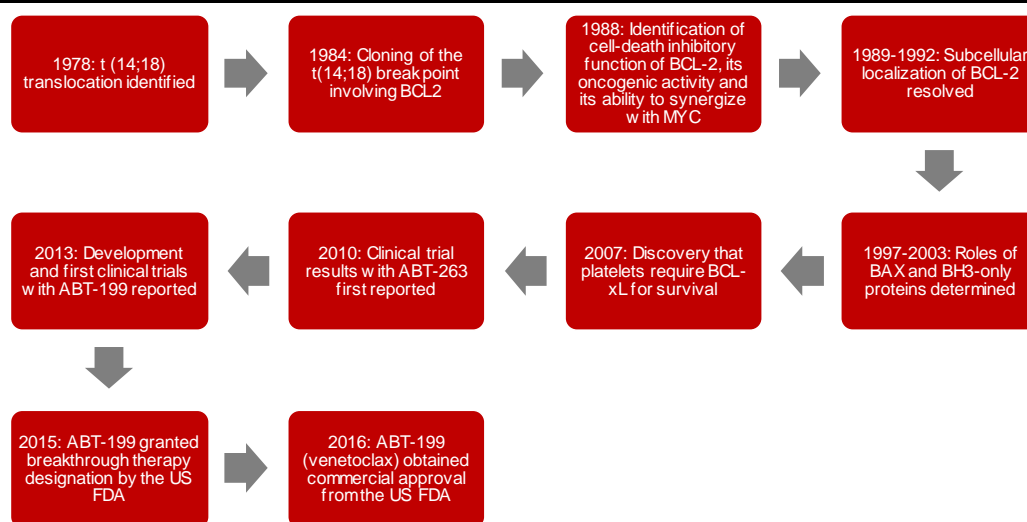 1978: t (14;18)
translocation identified
1984: Cloning of the
t(14;18) breakpoint
involving BCL2
1988: Identification of
cell-death inhibitory
function of BCL-2, its
oncogenic activity and
its ability to synergize
with MYC
1989-1992: Subcellular
localization of BCL-2
resolved
1997-2003: Roles of
BAX and BH3-only
proteins determined
2007: Discovery that
platelets require BCL-
xL for survival
2010: Clinical trial
results with ABT-263
first reported
2013: Development
and first clinical trials
with ABT-199 reported
2015: ABT-199 granted
breakthrough therapy
designation by the US
FDA
2016: ABT-199
(venetoclax) obtained
commercial approval
from the US FDA